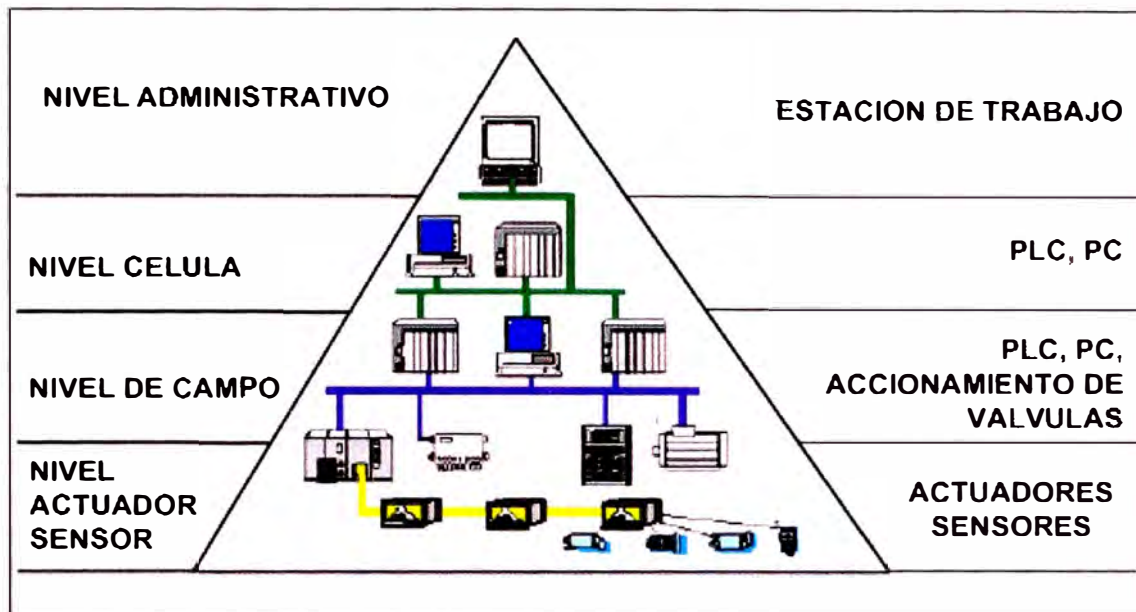 NIVEL ADMINISTRATIVO
ESTACION DE TRABAJO
NIVEL CELULA
PLC, PC
NIVEL DE CAMPO
PLC, PC,
ACCIONAMIENTO DE
VALVULAS
NIVEL
ACTUADOR
SENSOR
ACTUADORES
SENSORES